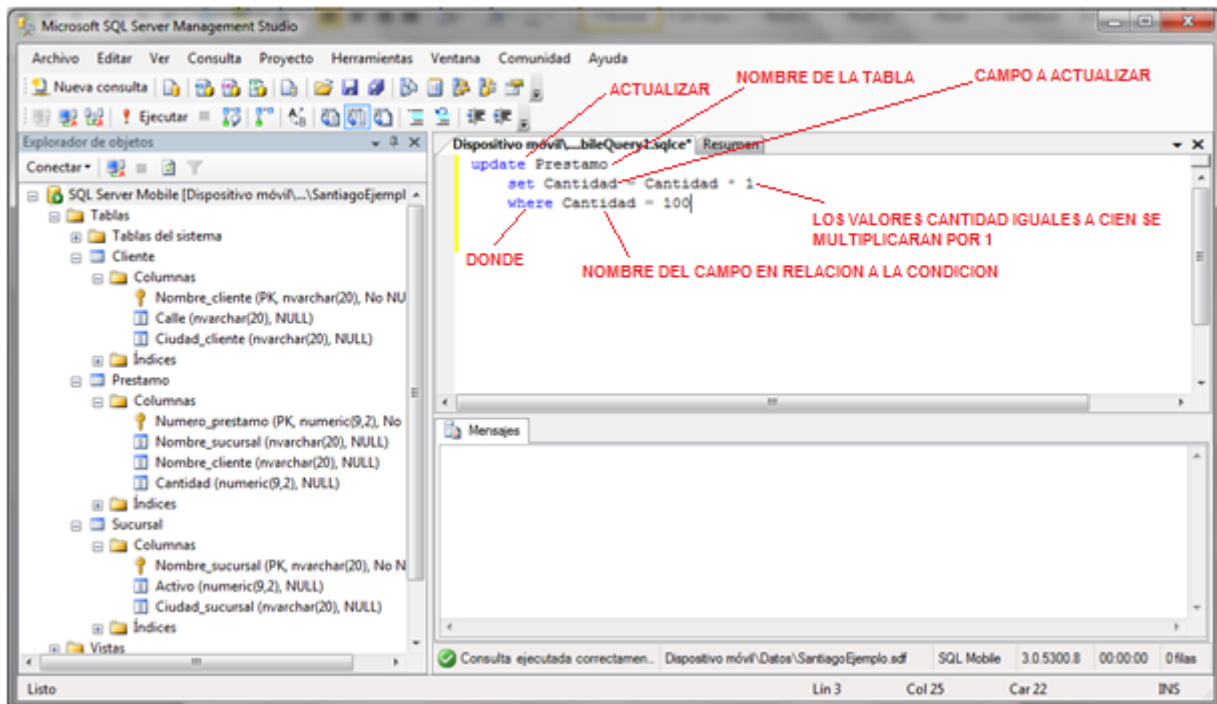 Microsoft SQL Server Management Studio
Archivo Editar Ver Consulta Proyecto Herramientas Ventana Comunidad Ayuda
Nueva consulta
Ejecutar
ACTUALIZAR
NOMBRE DE LA TABLA
CAMPO A ACTUALIZAR
Explorador de objetos
Conectar
SQL Server Mobile [Dispositivo móvil\...\SantiagoEjempl
Tablas
Tablas del sistema
Cliente
Columnas
Nombre_cliente (PK, nvarchar(20), No NU
Calle (nvarchar(20), NULL)
Ciudad_cliente (nvarchar(20), NULL)
Índices
Prestamo
Columnas
Numero_prestamo (PK, numeric(9,2), No
Nombre_sucursal (nvarchar(20), NULL)
Nombre_cliente (nvarchar(20), NULL)
Cantidad (numeric(9,2), NULL)
Índices
Sucursal
Columnas
Nombre_sucursal (PK, nvarchar(20), No N
Activo (numeric(9,2), NULL)
Ciudad_sucursal (nvarchar(20), NULL)
Índices
Vistas
Dispositivo móvil\...bileQuery1.sqlce* Resumen
update Prestamo
set Cantidad = Cantidad * 1
where Cantidad = 100
LOS VALORES CANTIDAD IGUALES A CIEN SE
MULTIPLICARAN POR 1
DONDE
NOMBRE DEL CAMPO EN RELACION A LA CONDICION
Mensajes
Consulta ejecutada correctamen... Dispositivo móvil\Datos\SantiagoEjemplo.sdf SQL Mobile 3.0.5300.8 00:00:00 0 filas
Listo Lín 3 Col 25 Car 22 INS